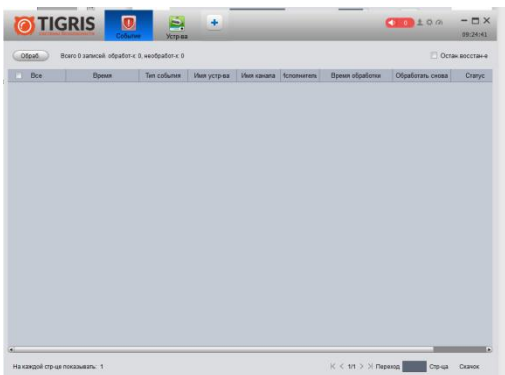 TIGRIS
События
Устр-ва
0
09:24:41
Обраб
Всего 0 записей обработ-х: 0, необработ-х: 0
Остан.восстан-е
Все Время Тип события Имя устр-ва Имя канала Исполнитель Время обработки Обработать снова Статус
На каждой стр-це показывать: 1
1/1 Переход Стр-ца Скачок